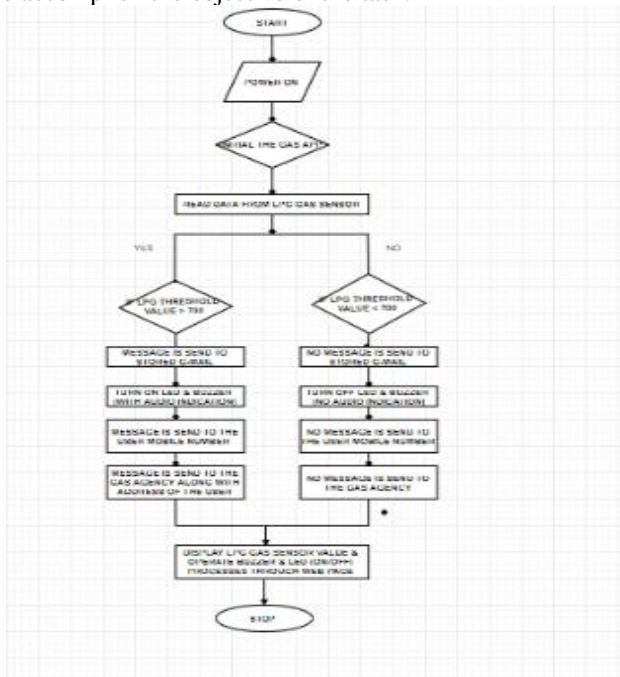 START
POWER ON
INITIAL THE GAS API
READ DATA FROM LPG GAS SENSOR
YES
NO
IF LPG THRESHOLD
VALUE > 700
IF LPG THRESHOLD
VALUE < 700
MESSAGE IS SEND TO
STORED E-MAIL
NO MESSAGE IS SEND TO
STORED E-MAIL
TURN ON LED & BUZZER
(WITH AUDIO INDICATION)
TURN OFF LED & BUZZER
(NO AUDIO INDICATION)
MESSAGE IS SEND TO THE
USER MOBILE NUMBER
NO MESSAGE IS SEND TO
THE USER MOBILE NUMBER
MESSAGE IS SEND TO THE
GAS AGENCY ALONG WITH
ADDRESS OF THE USER
NO MESSAGE IS SEND TO
THE GAS AGENCY
DISPLAY LPG GAS SENSOR VALUE &
OPERATE BUZZER & LED (ON/OFF)
PROCESSES THROUGH WEB PAGE
STOP